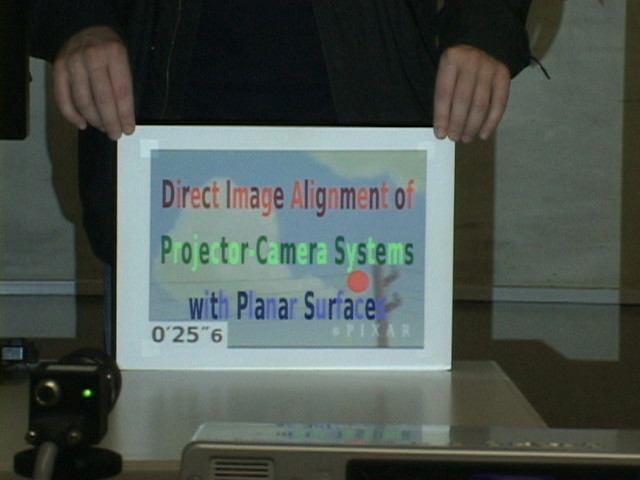 Direct Image Alignment of
Projector-Camera Systems
with Planar Surfaces
©PIXAR
0'25"6